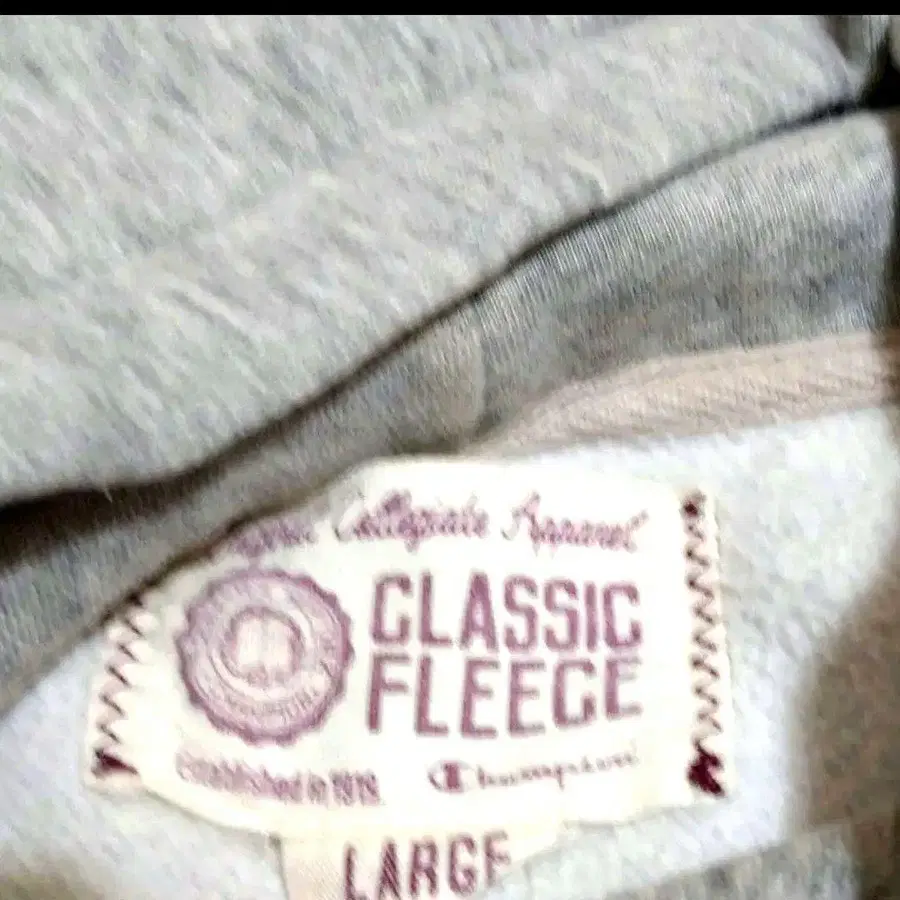 Collegiate Apparel
CLASSIC
FLEECE
established in 1919
Champion
LARGE